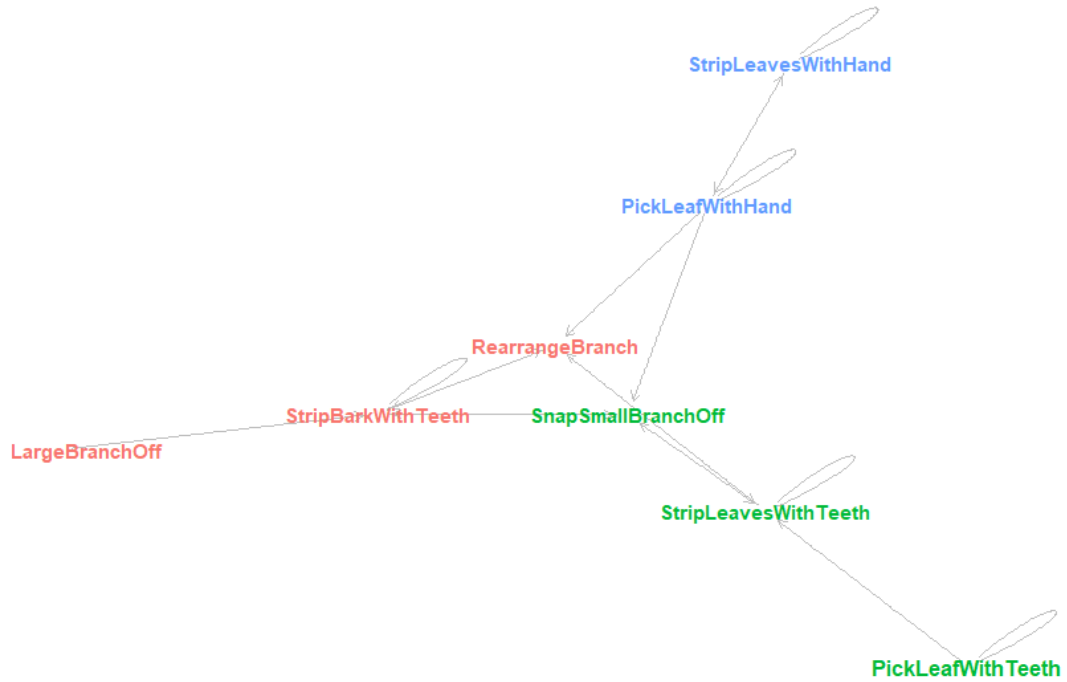 StripLeavesWithHand
PickLeafWithHand
RearrangeBranch
StripBarkWithTeeth
SnapSmallBranchOff
LargeBranchOff
StripLeavesWithTeeth
PickLeafWithTeeth